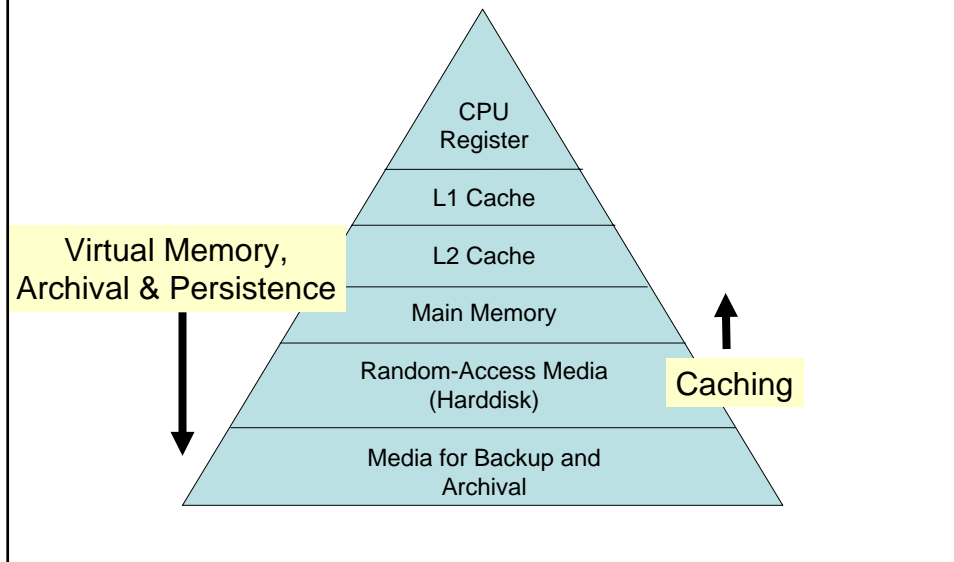 CPU
Register
L1 Cache
Virtual Memory,
Archival & Persistence
L2 Cache
Main Memory
Random-Access Media
(Harddisk)
Caching
Media for Backup and
Archival